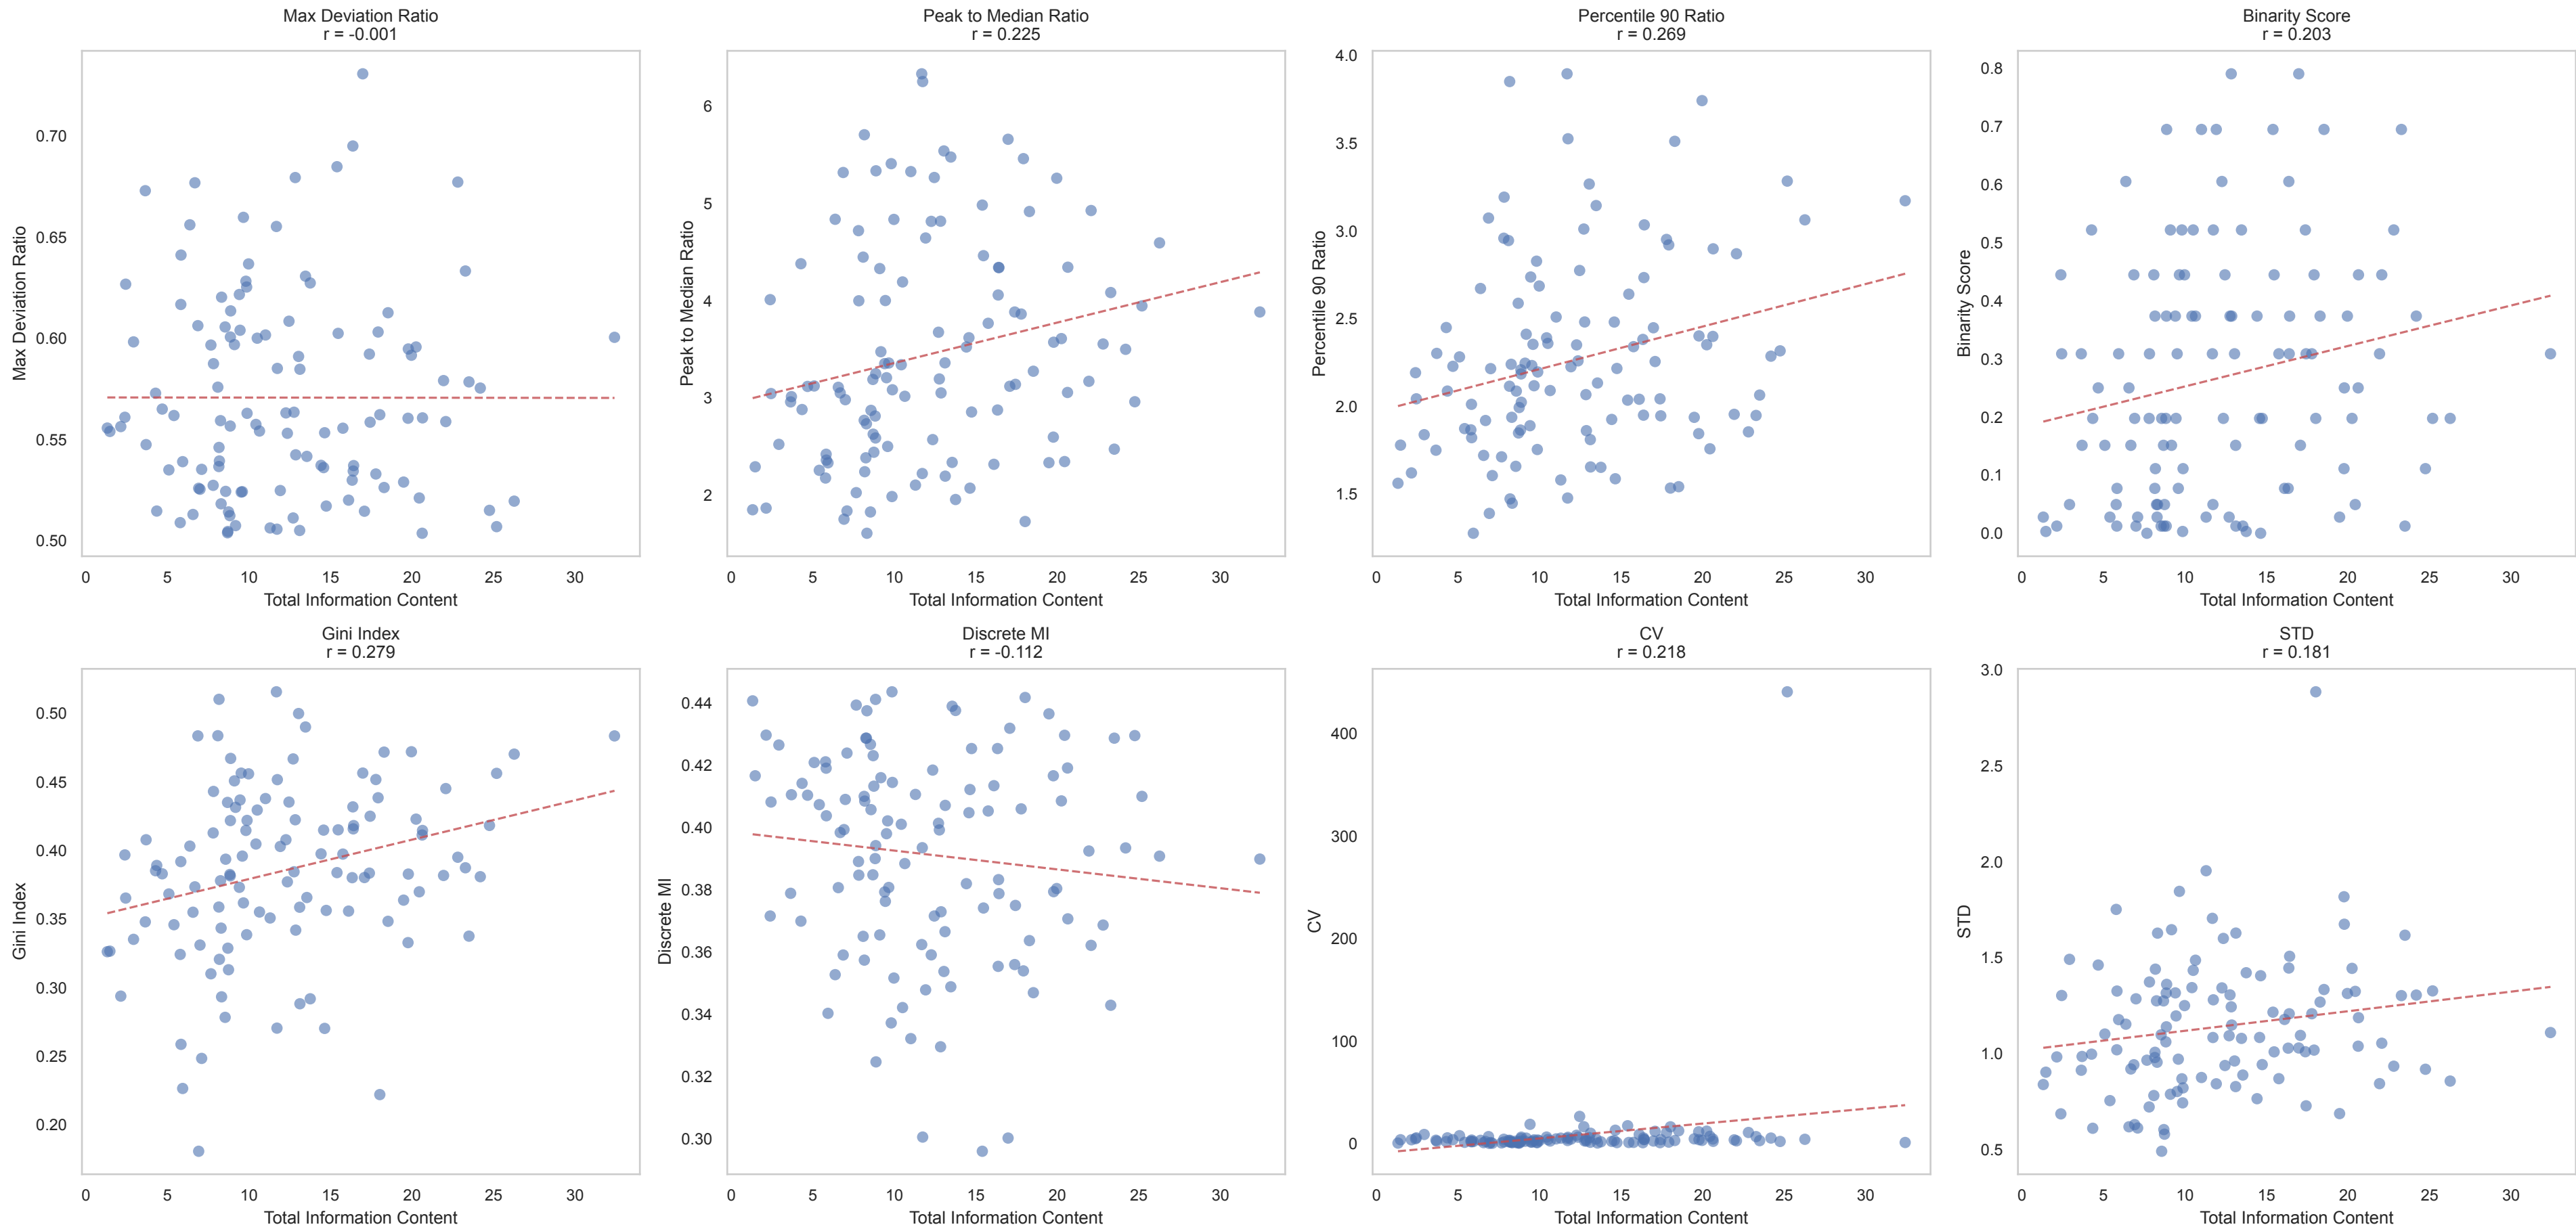 Max Deviation Ratio
r = -0.001
Max Deviation Ratio
0.70
0.65
0.60
0.55
0.50
0 5 10 15 20 25 30
Total Information Content
Peak to Median Ratio
r = 0.225
Peak to Median Ratio
6
5
4
3
2
0 5 10 15 20 25 30
Total Information Content
Percentile 90 Ratio
r = 0.269
Percentile 90 Ratio
4.0
3.5
3.0
2.5
2.0
1.5
0 5 10 15 20 25 30
Total Information Content
Binarity Score
r = 0.203
Binarity Score
0.8
0.7
0.6
0.5
0.4
0.3
0.2
0.1
0.0
0 5 10 15 20 25 30
Total Information Content
Gini Index
r = 0.279
Gini Index
0.50
0.45
0.40
0.35
0.30
0.25
0.20
0 5 10 15 20 25 30
Total Information Content
Discrete MI
r = -0.112
Discrete MI
0.44
0.42
0.40
0.38
0.36
0.34
0.32
0.30
0 5 10 15 20 25 30
Total Information Content
CV
r = 0.218
CV
400
300
200
100
0
0 5 10 15 20 25 30
Total Information Content
STD
r = 0.181
STD
3.0
2.5
2.0
1.5
1.0
0.5
0 5 10 15 20 25 30
Total Information Content